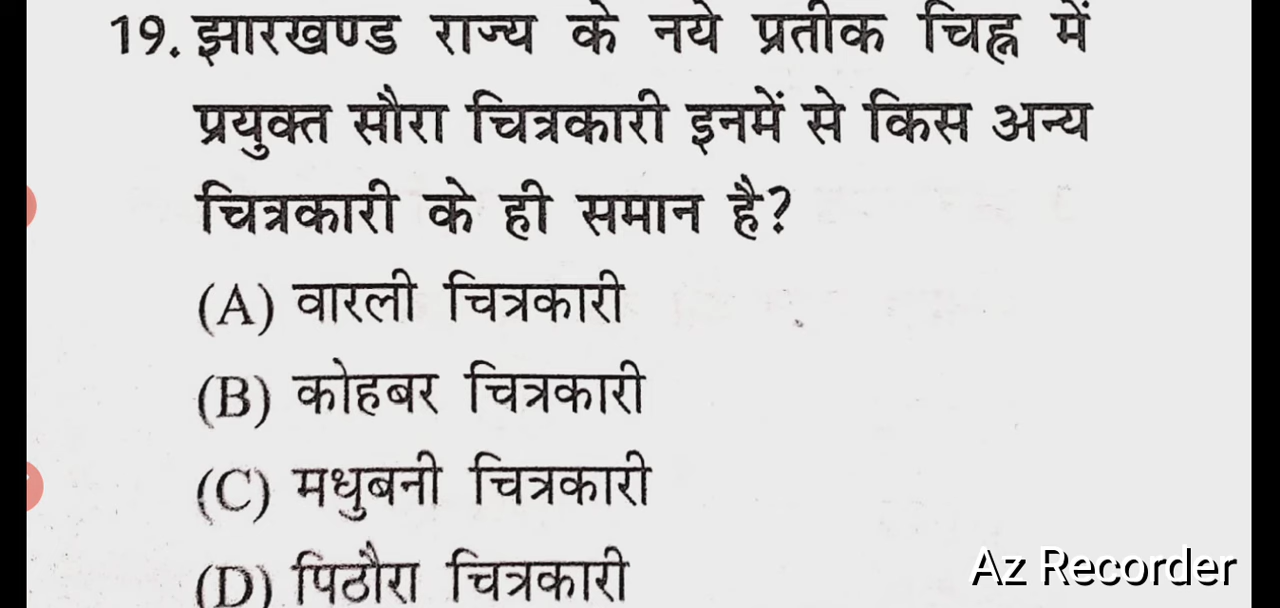 19. झारखण्ड राज्य के नये प्रतीक चिह्न में
प्रयुक्त सौरा चित्रकारी इनमें से किस अन्य
चित्रकारी के ही समान है?
(A) वारली चित्रकारी
(B) कोहबर चित्रकारी
(C) मधुबनी चित्रकारी
(D) पिठौरा चित्रकारी
Az Recorder